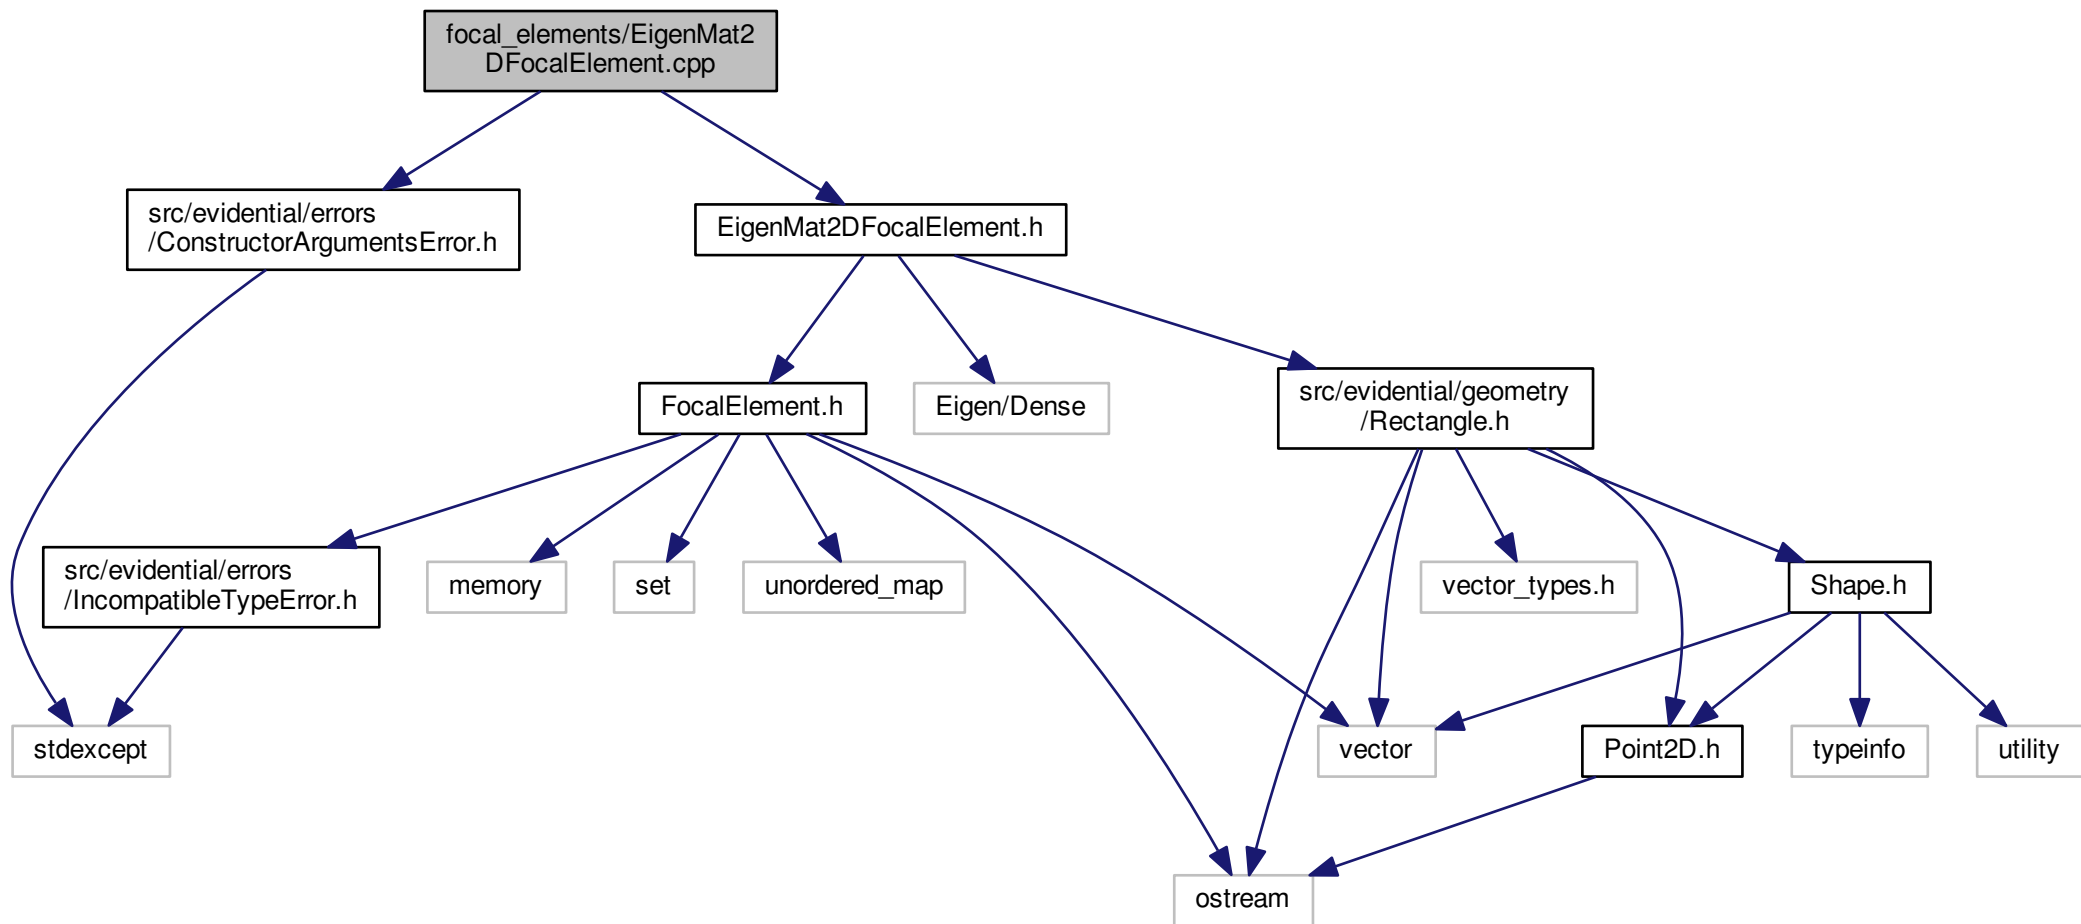 focal_elements/EigenMat2
DFocalElement.cpp
src/evidential/errors
/ConstructorArgumentsError.h
EigenMat2DFocalElement.h
FocalElement.h
Eigen/Dense
src/evidential/geometry
/Rectangle.h
src/evidential/errors
/IncompatibleTypeError.h
memory
set
unordered_map
vector_types.h
Shape.h
stdexcept
vector
Point2D.h
typeinfo
utility
ostream